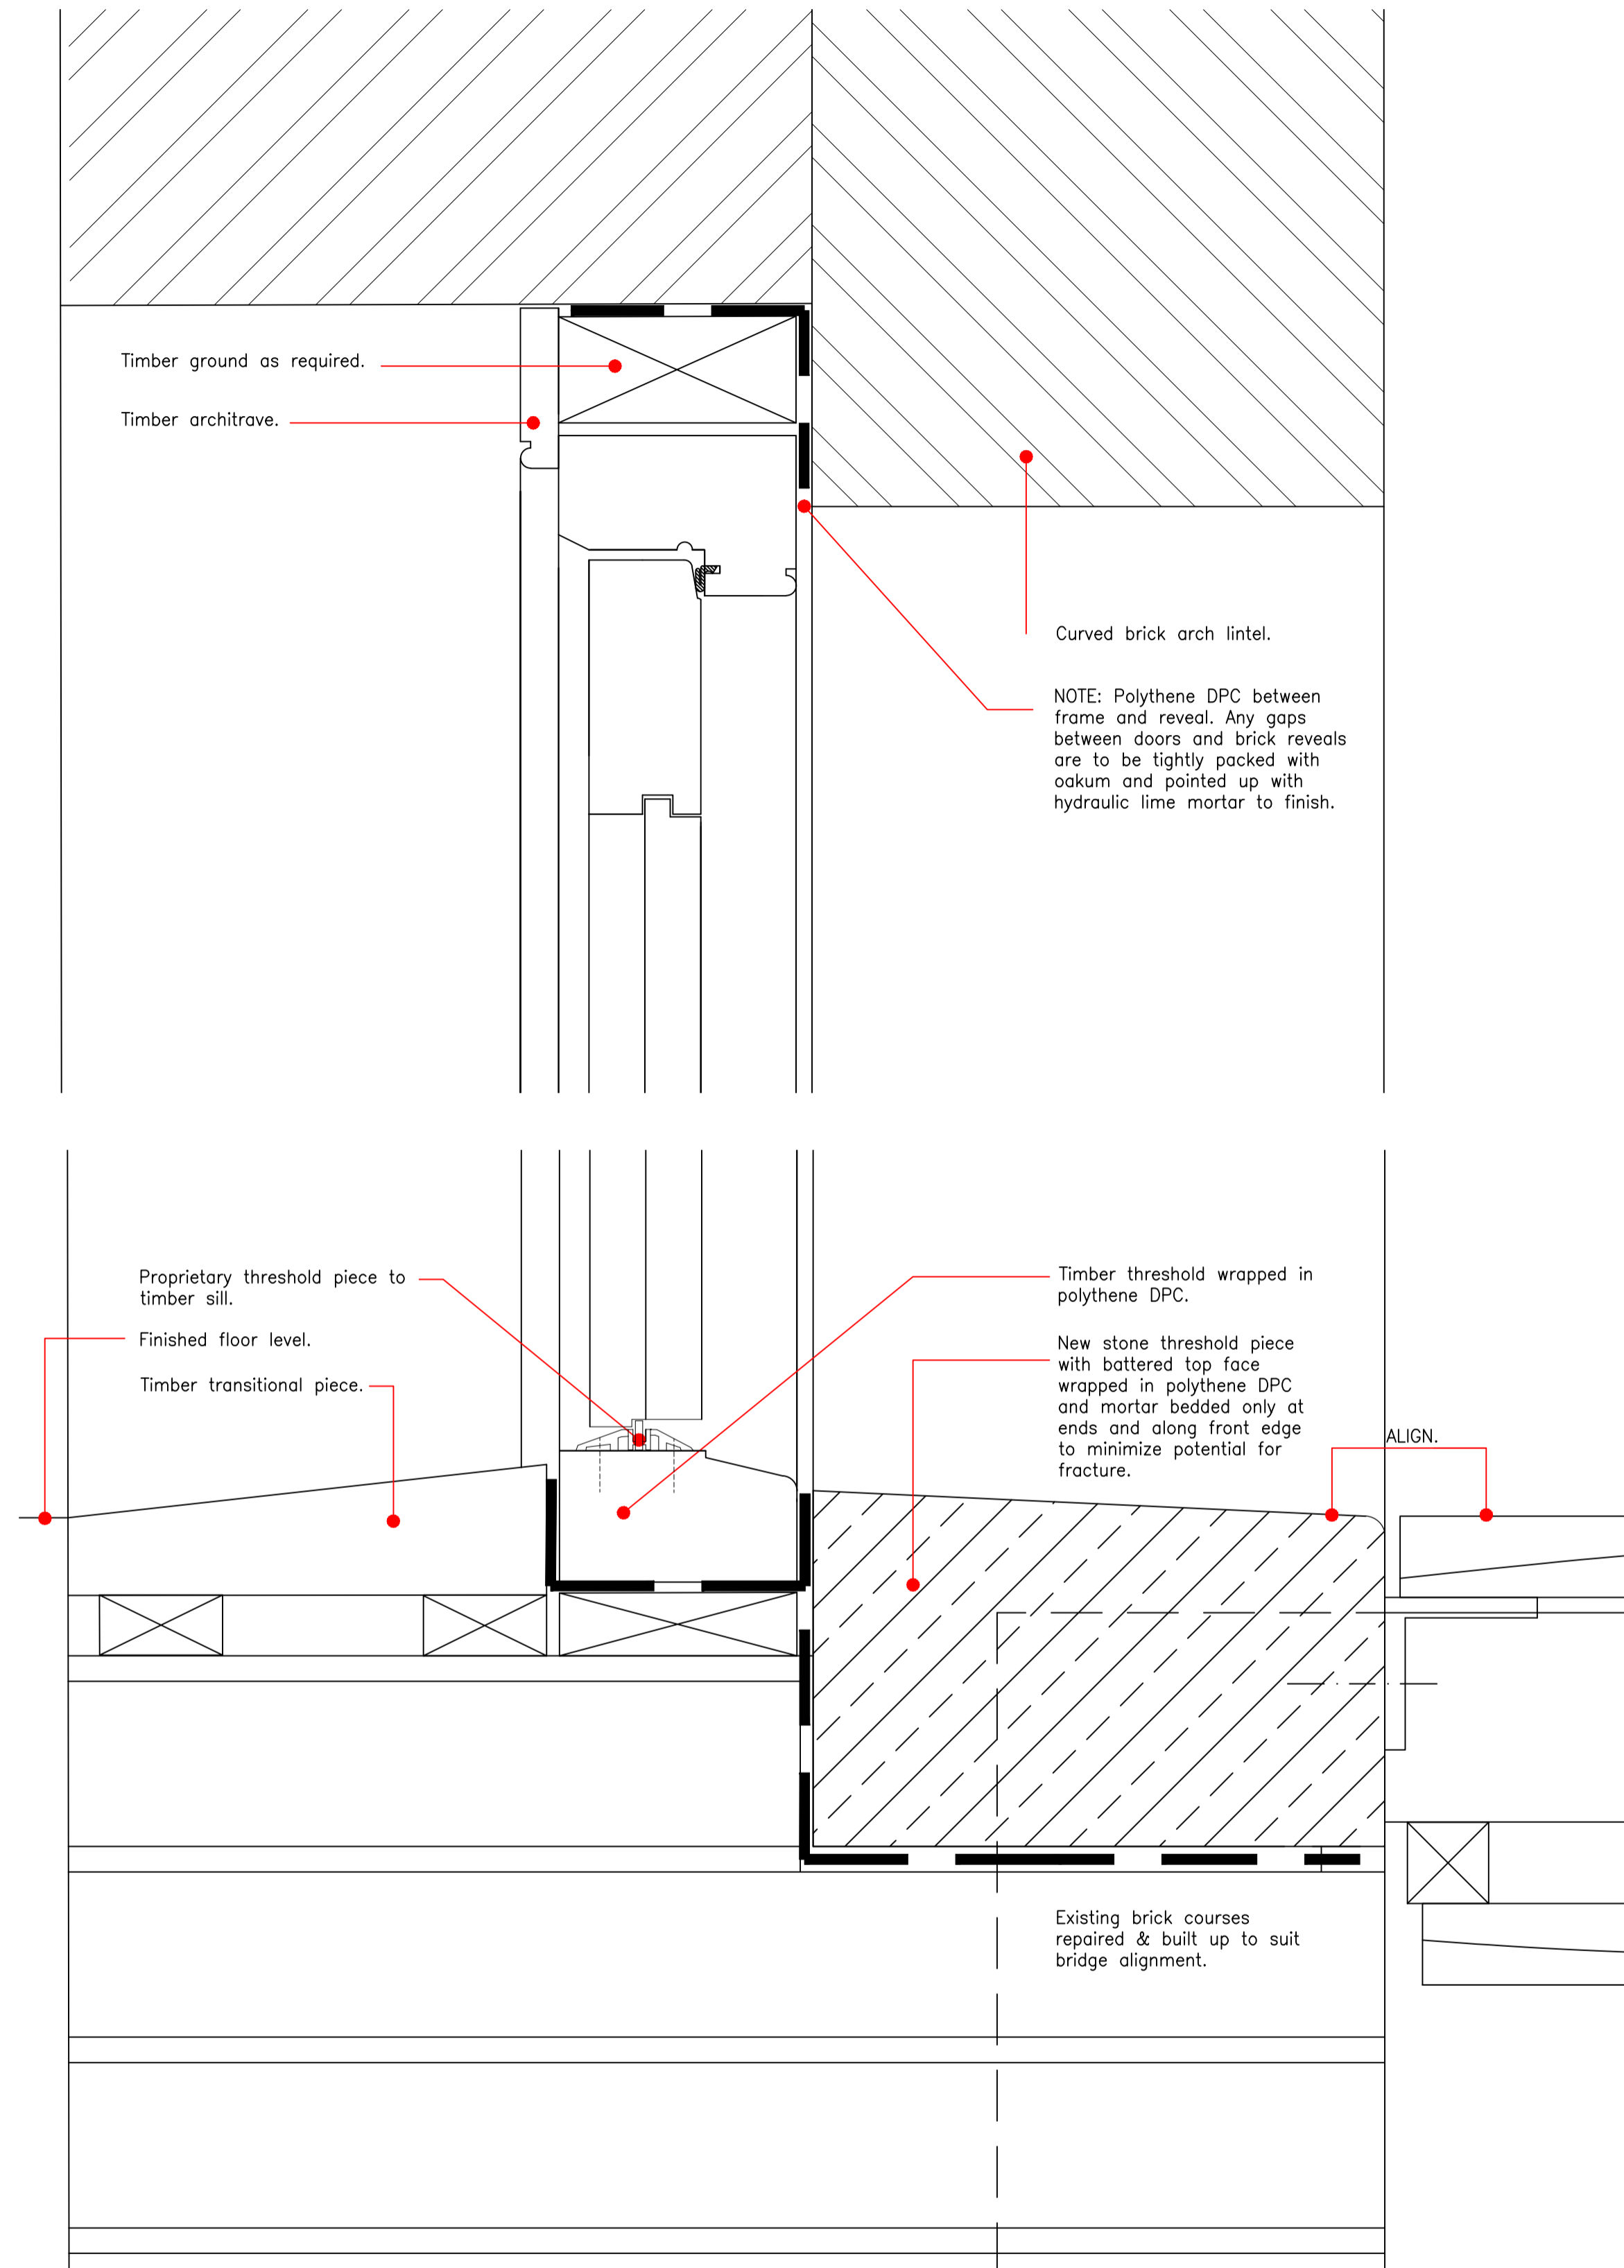 Timber ground as required.
Timber architrave.
Curved brick arch lintel.
NOTE: Polythene DPC between
frame and reveal. Any gaps
between doors and brick reveals
are to be tightly packed with
oakum and pointed up with
hydraulic lime mortar to finish.
Proprietary threshold piece to
timber sill.
Finished floor level.
Timber transitional piece.
Timber threshold wrapped in
polythene DPC.
New stone threshold piece
with battered top face
wrapped in polythene DPC
and mortar bedded only at
ends and along front edge
to minimize potential for
fracture.
ALIGN.
Existing brick courses
repaired & built up to suit
bridge alignment.